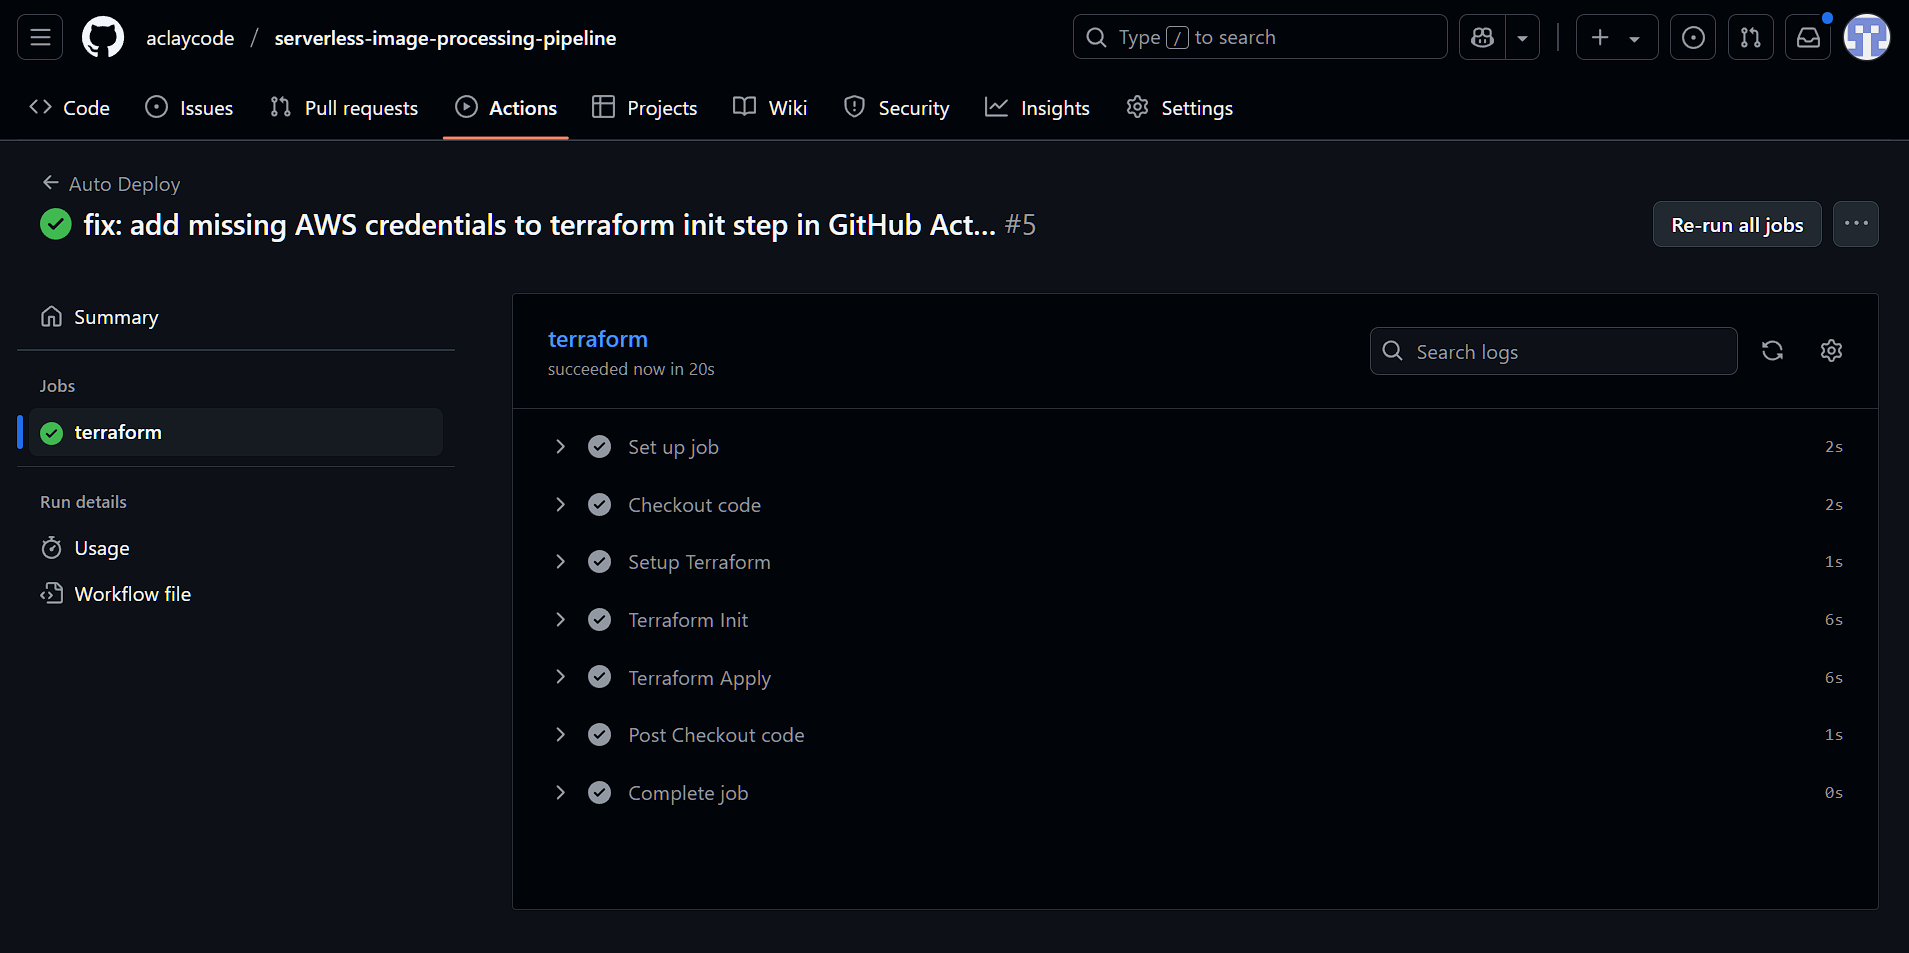 aclaycode / serverless-image-processing-pipeline
Type / to search
Code
Issues
Pull requests
Actions
Projects
Wiki
Security
Insights
Settings
Auto Deploy
fix: add missing AWS credentials to terraform init step in GitHub Act... #5
Re-run all jobs
Summary
Jobs
terraform
Run details
Usage
Workflow file
terraform
succeeded now in 20s
Search logs
Set up job 2s
Checkout code 2s
Setup Terraform 1s
Terraform Init 6s
Terraform Apply 6s
Post Checkout code 1s
Complete job 0s